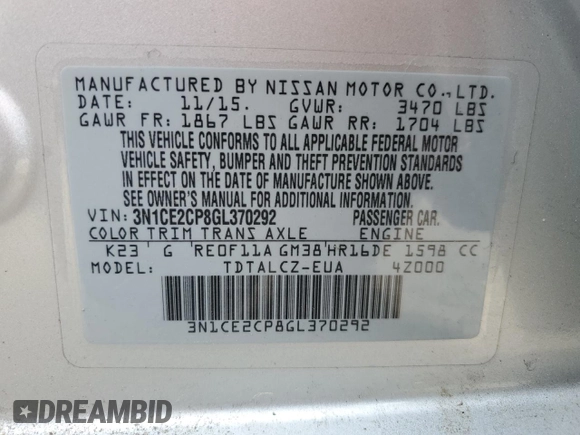 MANUFACTURED BY NISSAN MOTOR CO.,LTD.
DATE: 11/15. GVWR: 3470 LBS
GAWR FR: 1867 LBS GAWR RR: 1704 LBS
THIS VEHICLE CONFORMS TO ALL APPLICABLE FEDERAL MOTOR
VEHICLE SAFETY, BUMPER AND THEFT PREVENTION STANDARDS
IN EFFECT ON THE DATE OF MANUFACTURE SHOWN ABOVE.
SEE OWNER'S MANUAL FOR ADDITIONAL INFORMATION.
VIN: 3N1CE2CP8GL370292 PASSENGER CAR.
COLOR TRIM TRANS AXLE ENGINE
K23 G RE0F11A GM38 HR16DE 1598 CC
MODEL: TDTALCZ-EUA 4Z000
3N1CE2CP8GL370292
DREAMBID